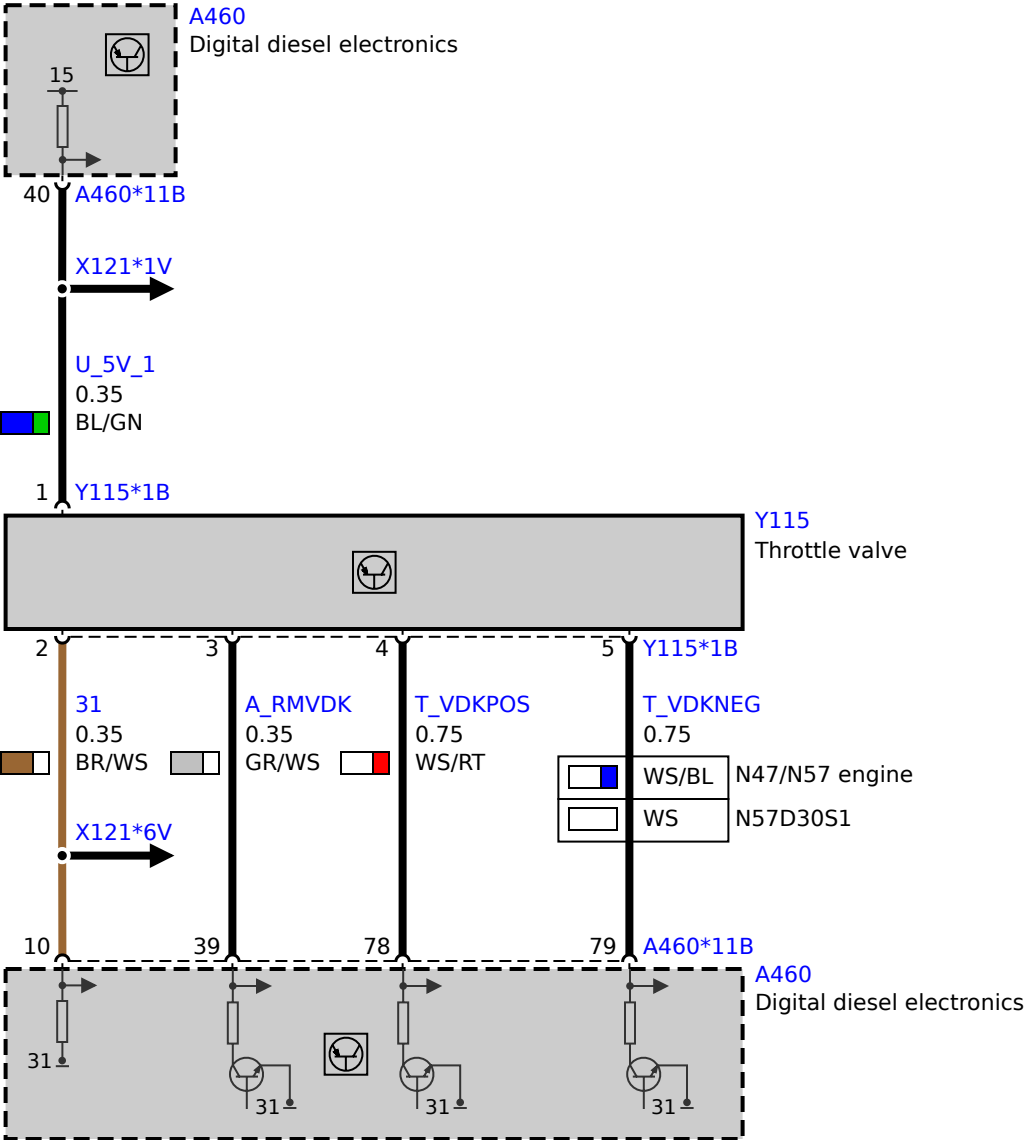 A460
Digital diesel electronics
15
40 A460*11B
X121*1V
U_5V_1
0.35
BL/GN
1 Y115*1B
Y115
Throttle valve
2 3 4 5 Y115*1B
31 A_RMVDK T_VDKPOS T_VDKNEG
0.35 0.35 0.75 0.75
BR/WS GR/WS WS/RT WS/BL N47/N57 engine
WS N57D30S1
X121*6V
10 39 78 79 A460*11B
A460
Digital diesel electronics
31
31 31 31